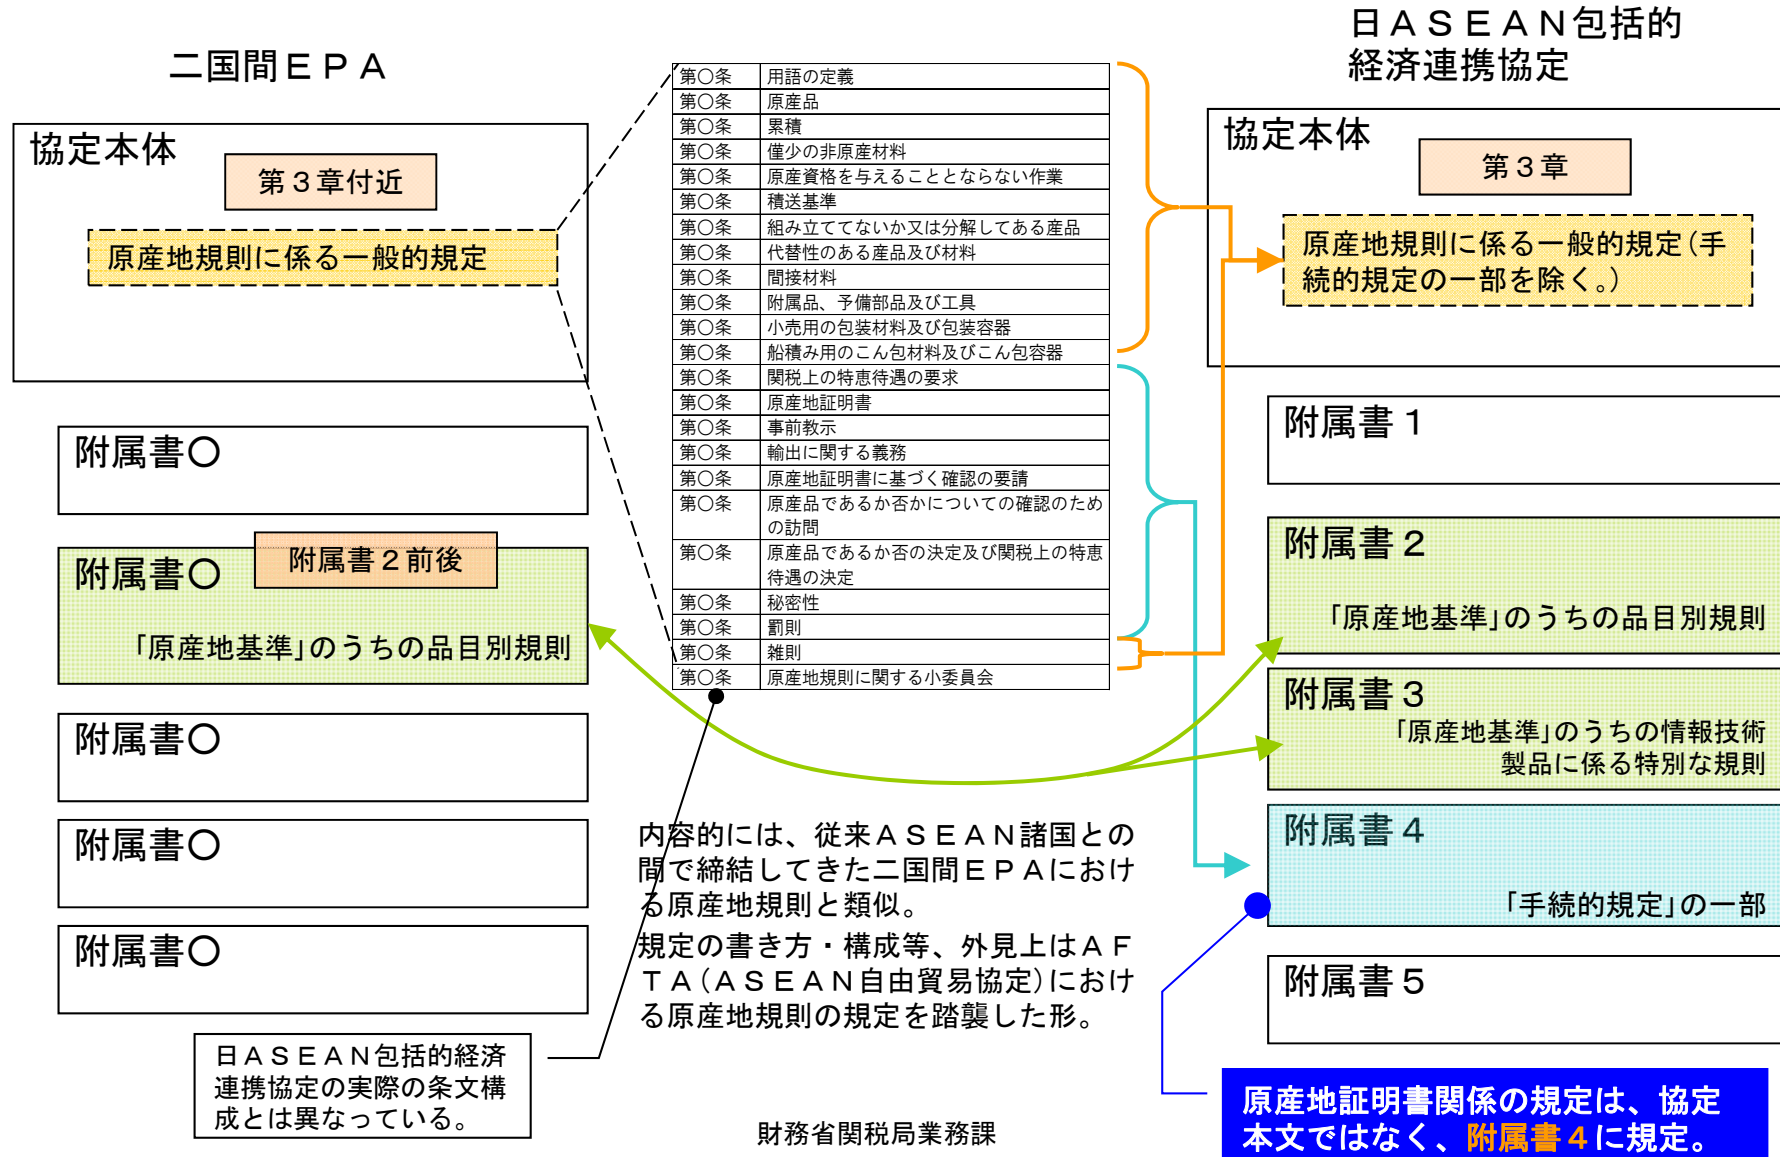 二国間ＥＰＡ
日ＡＳＥＡＮ包括的
経済連携協定
協定本体
第３章付近
原産地規則に係る一般的規定
附属書〇
附属書〇
附属書２前後
「原産地基準」のうちの品目別規則
附属書〇
附属書〇
附属書〇
日ＡＳＥＡＮ包括的経済
連携協定の実際の条文構
成とは異なっている。
第〇条 用語の定義
第〇条 原産品
第〇条 累積
第〇条 僅少の非原産材料
第〇条 原産資格を与えることとならない作業
第〇条 積送基準
第〇条 組み立ててないか又は分解してある産品
第〇条 代替性のある産品及び材料
第〇条 間接材料
第〇条 附属品、予備部品及び工具
第〇条 小売用の包装材料及び包装容器
第〇条 船積み用のこん包材料及びこん包容器
第〇条 関税上の特恵待遇の要求
第〇条 原産地証明書
第〇条 事前教示
第〇条 輸出に関する義務
第〇条 原産地証明書に基づく確認の要請
第〇条 原産品であるか否かについての確認のため
の訪問
第〇条 原産品であるか否の決定及び関税上の特恵
待遇の決定
第〇条 秘密性
第〇条 罰則
第〇条 雑則
第〇条 原産地規則に関する小委員会
内容的には、従来ＡＳＥＡＮ諸国との
間で締結してきた二国間ＥＰＡにおけ
る原産地規則と類似。
規定の書き方・構成等、外見上はＡＦ
ＴＡ（ＡＳＥＡＮ自由貿易協定）におけ
る原産地規則の規定を踏襲した形。
財務省関税局業務課
協定本体
第３章
原産地規則に係る一般的規定（手
続的規定の一部を除く。）
附属書１
附属書２
「原産地基準」のうちの品目別規則
附属書３
「原産地基準」のうちの情報技術
製品に係る特別な規則
附属書４
「手続的規定」の一部
附属書５
原産地証明書関係の規定は、協定
本文ではなく、附属書４に規定。